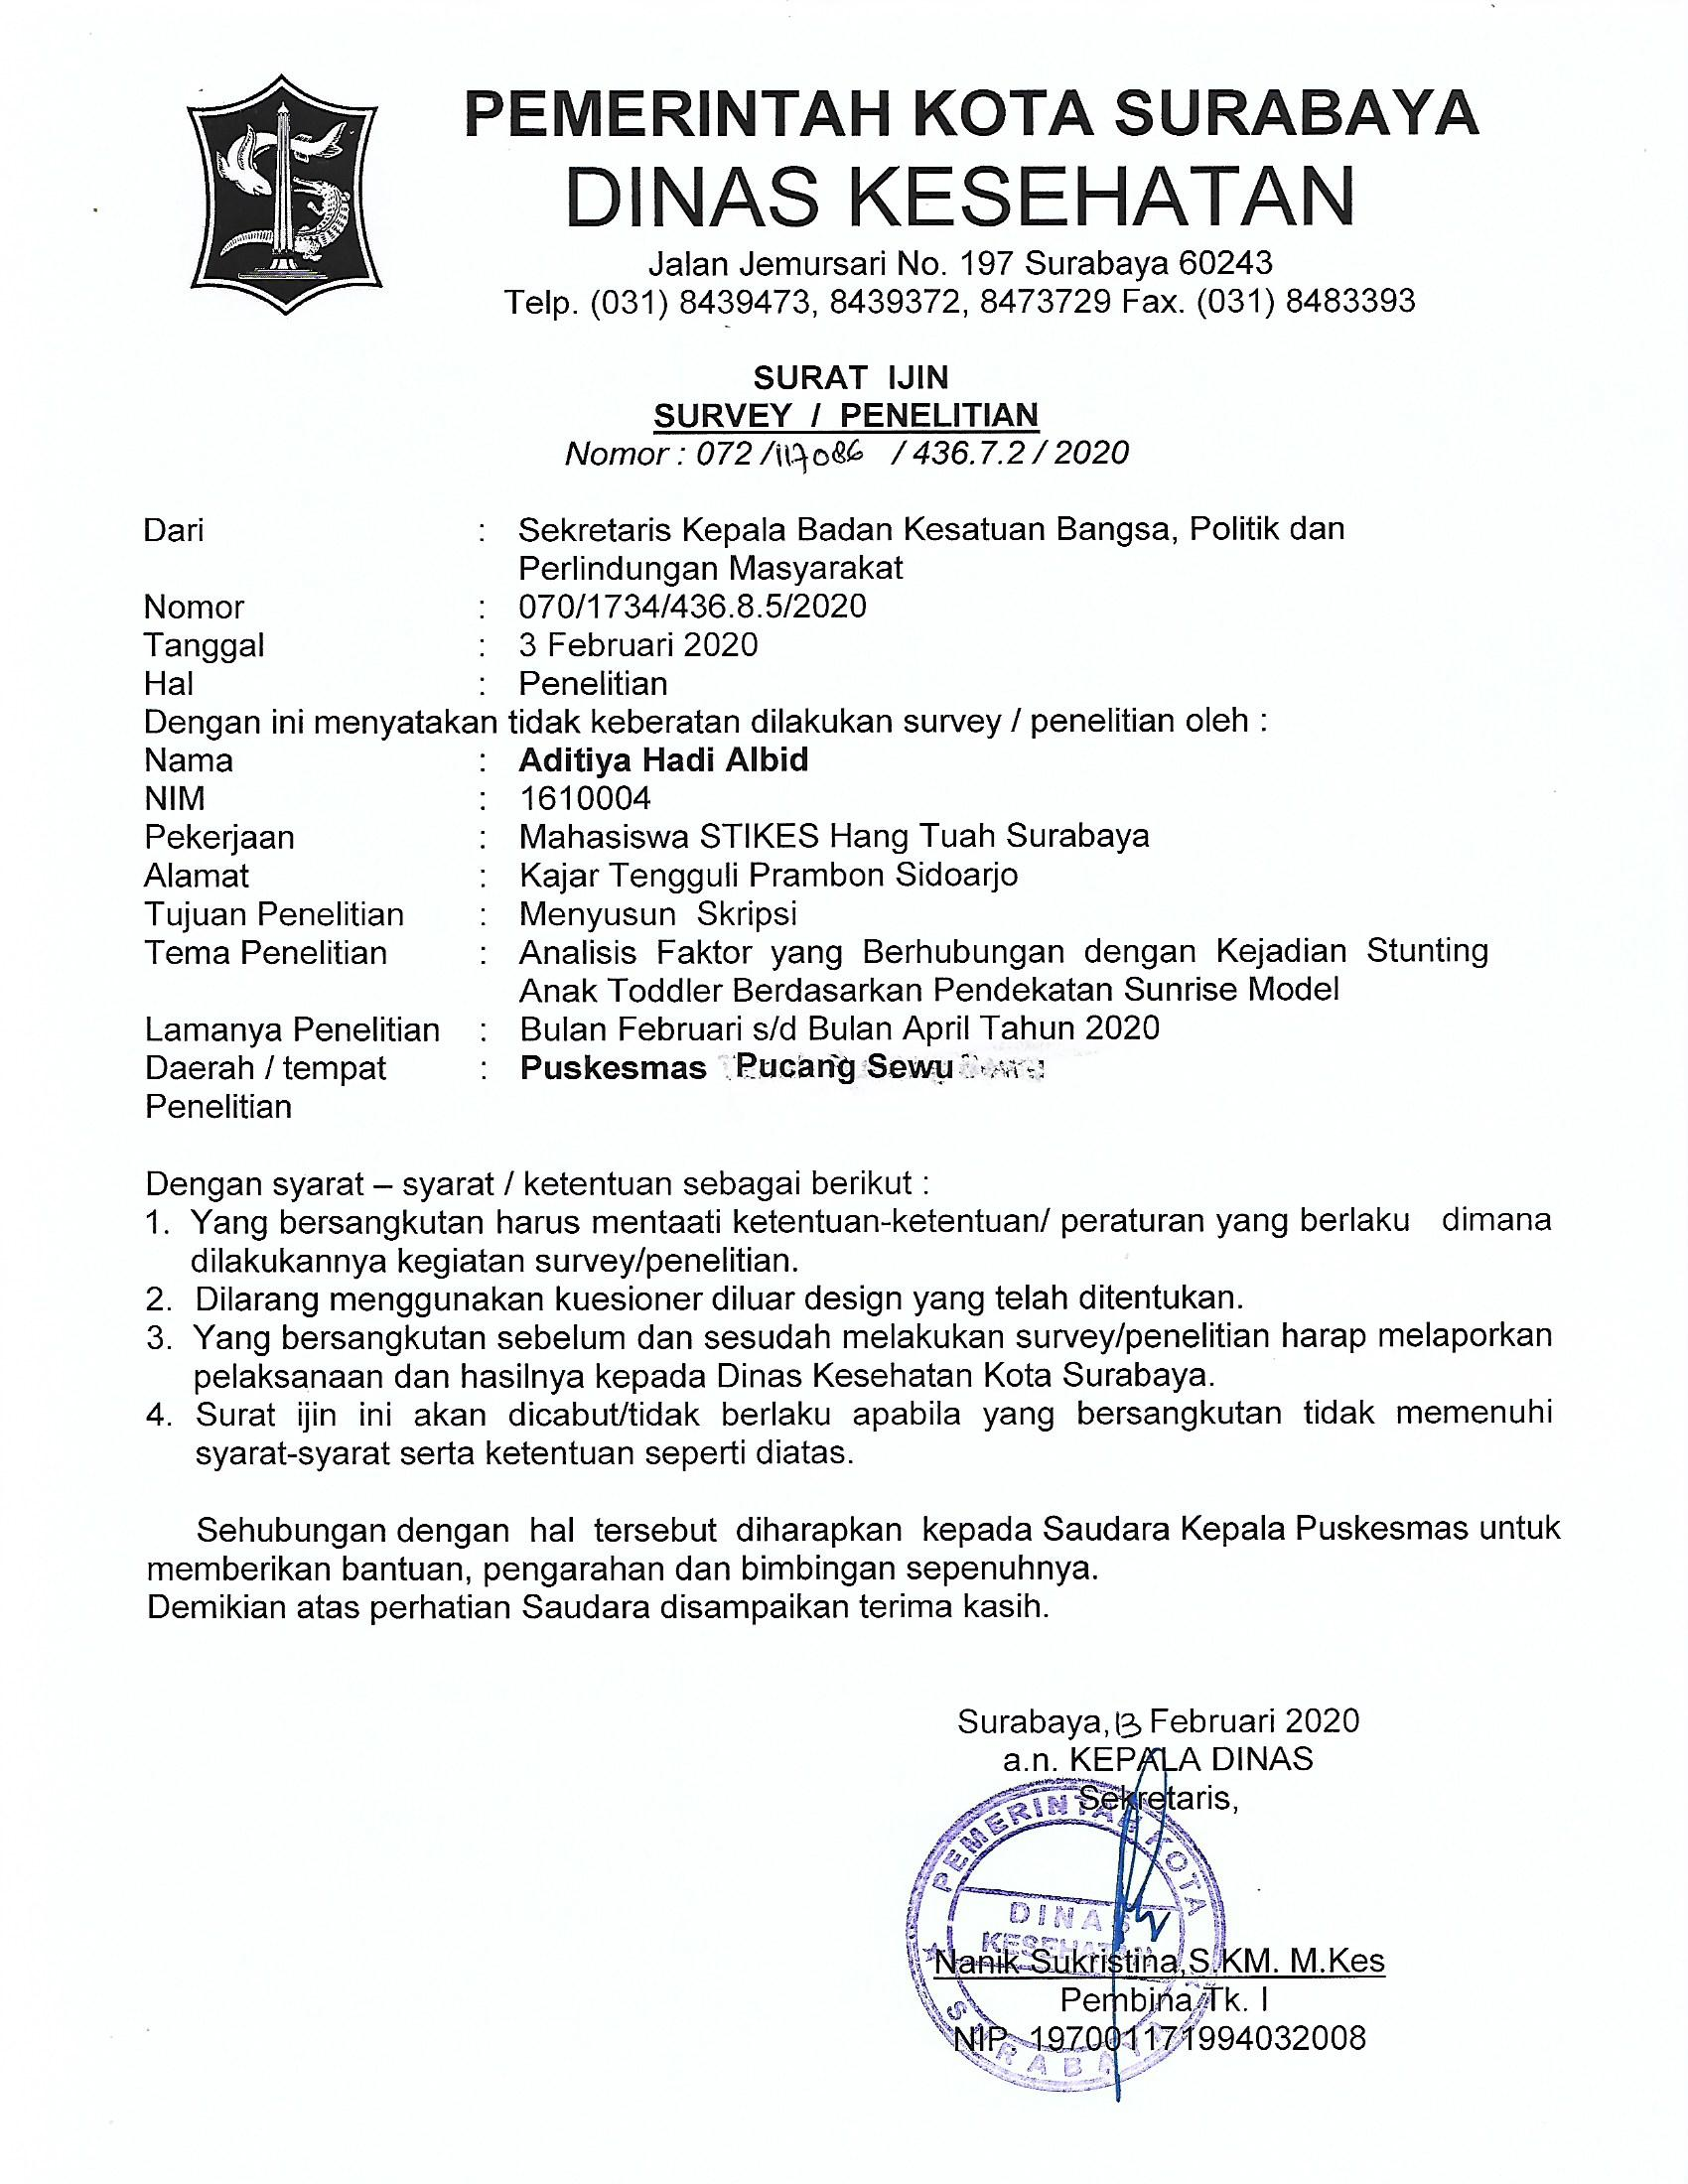 PEMERINTAH KOTA SURABAYA
DINAS KESEHATAN
Jalan Jemursari No. 197 Surabaya 60243
Telp. (031) 8439473, 8439372, 8473729 Fax. (031) 8483393
SURAT IJIN
SURVEY / PENELITIAN
Nomor : 072 /117086 / 436.7.2 / 2020
Dari : Sekretaris Kepala Badan Kesatuan Bangsa, Politik dan
Perlindungan Masyarakat
Nomor : 070/1734/436.8.5/2020
Tanggal : 3 Februari 2020
Hal : Penelitian
Dengan ini menyatakan tidak keberatan dilakukan survey / penelitian oleh :
Nama : Aditiya Hadi Albid
NIM : 1610004
Pekerjaan : Mahasiswa STIKES Hang Tuah Surabaya
Alamat : Kajar Tengguli Prambon Sidoarjo
Tujuan Penelitian : Menyusun Skripsi
Tema Penelitian : Analisis Faktor yang Berhubungan dengan Kejadian Stunting
Anak Toddler Berdasarkan Pendekatan Sunrise Model
Lamanya Penelitian : Bulan Februari s/d Bulan April Tahun 2020
Daerah / tempat : Puskesmas Pucang Sewu
Penelitian
Dengan syarat – syarat / ketentuan sebagai berikut :
1. Yang bersangkutan harus mentaati ketentuan-ketentuan/ peraturan yang berlaku dimana
dilakukannya kegiatan survey/penelitian.
2. Dilarang menggunakan kuesioner diluar design yang telah ditentukan.
3. Yang bersangkutan sebelum dan sesudah melakukan survey/penelitian harap melaporkan
pelaksanaan dan hasilnya kepada Dinas Kesehatan Kota Surabaya.
4. Surat ijin ini akan dicabut/tidak berlaku apabila yang bersangkutan tidak memenuhi
syarat-syarat serta ketentuan seperti diatas.
Sehubungan dengan hal tersebut diharapkan kepada Saudara Kepala Puskesmas untuk
memberikan bantuan, pengarahan dan bimbingan sepenuhnya.
Demikian atas perhatian Saudara disampaikan terima kasih.
Surabaya, 13 Februari 2020
a.n. KEPALA DINAS
Sekretaris,
PEMERINTAH KOTA
DINAS
KESEHATAN
SURABAYA
Nanik Sukristina,S.KM. M.Kes
Pembina Tk. I
NIP. 197001171994032008